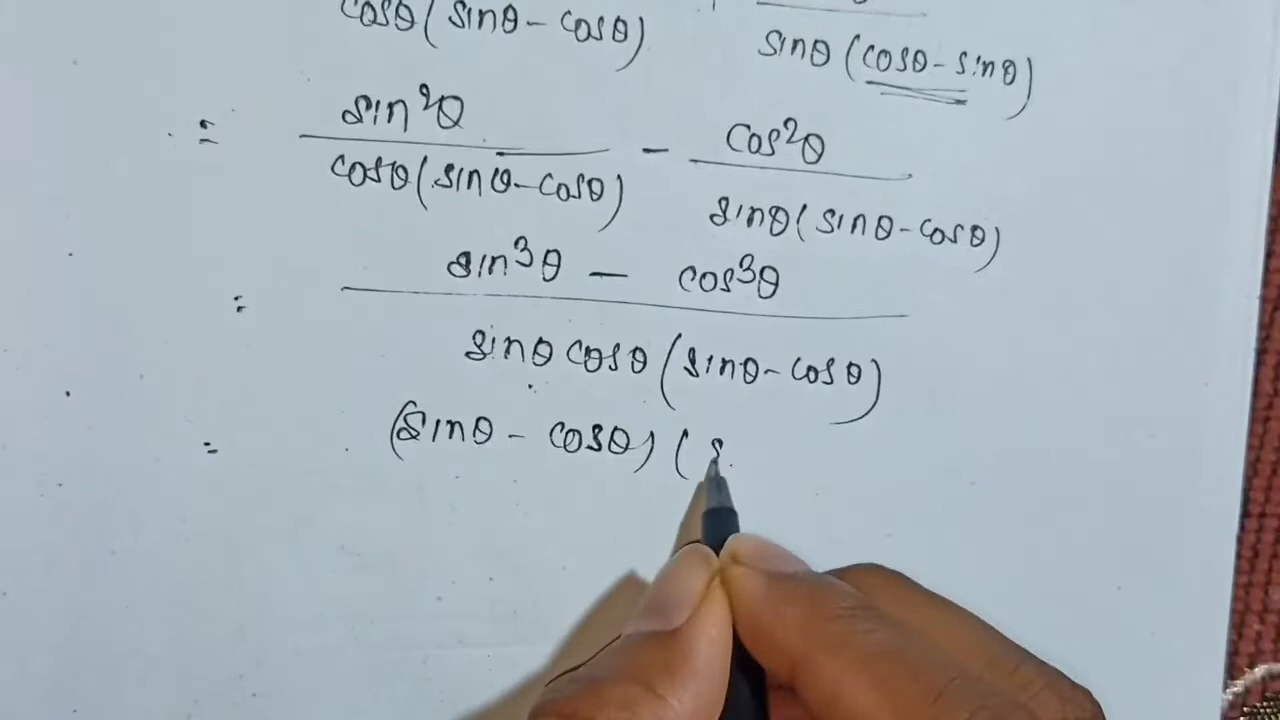 cosθ(sinθ-cosθ) sinθ(cosθ-sinθ)
= sin²θ/cosθ(sinθ-cosθ) - cos²θ/sinθ(sinθ-cosθ)
= sin³θ - cos³θ/sinθ cosθ(sinθ-cosθ)
= (sinθ - cosθ)(s